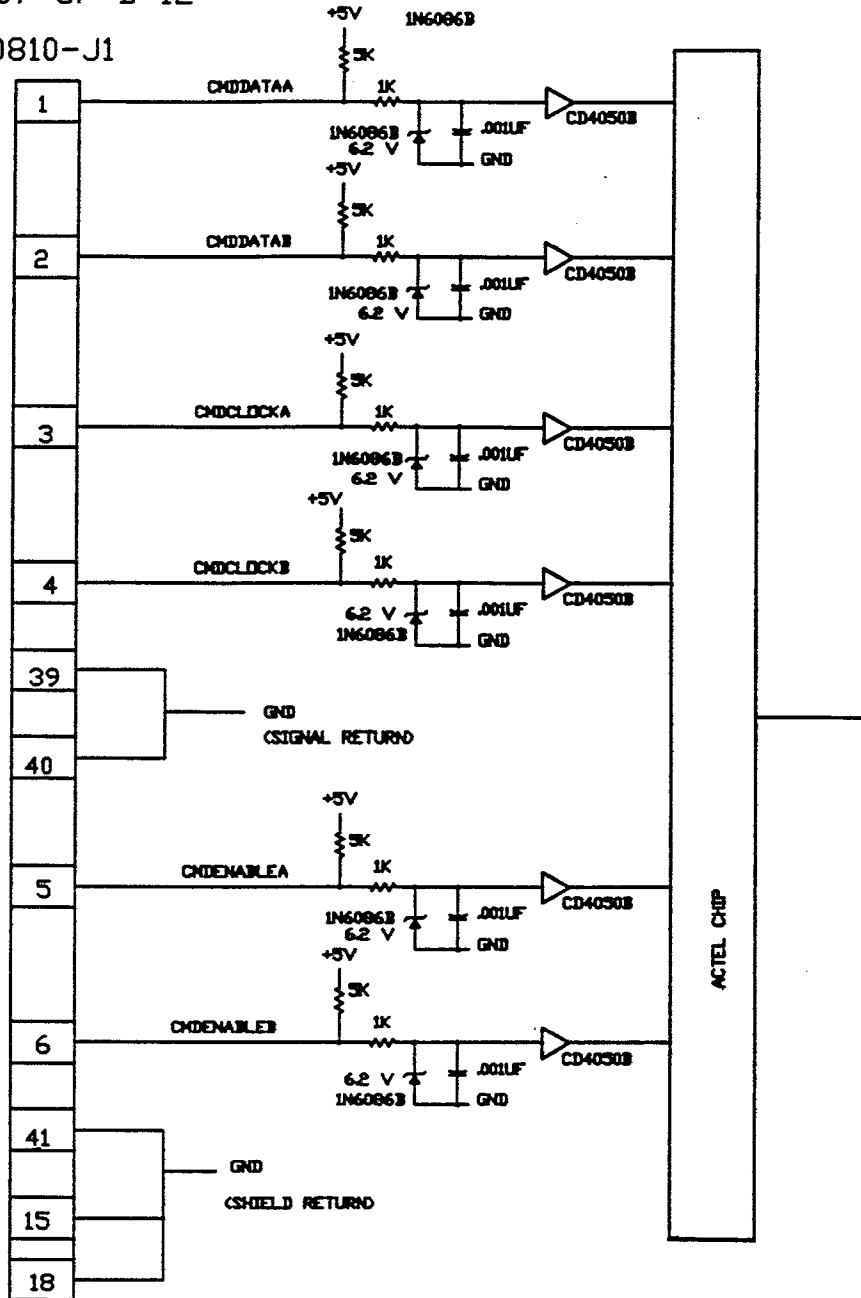 0810-J1
+5V
1N6086B
5K
1
CMDDATAA
1K
1N6086B
6.2 V
.001UF
GND
CD4050B
+5V
5K
2
CMDDATAB
1K
1N6086B
6.2 V
.001UF
GND
CD4050B
+5V
5K
3
CMDCLOCKA
1K
1N6086B
6.2 V
.001UF
GND
CD4050B
+5V
5K
4
CMDCLOCKB
1K
6.2 V
1N6086B
.001UF
GND
CD4050B
39
GND
(SIGNAL RETURN)
40
+5V
5K
5
CMDENABLEA
1K
1N6086B
6.2 V
.001UF
GND
CD4050B
ACTEL CHIP
+5V
5K
6
CMDENABLEB
1K
6.2 V
1N6086B
.001UF
GND
CD4050B
41
GND
(SHIELD RETURN)
15
18